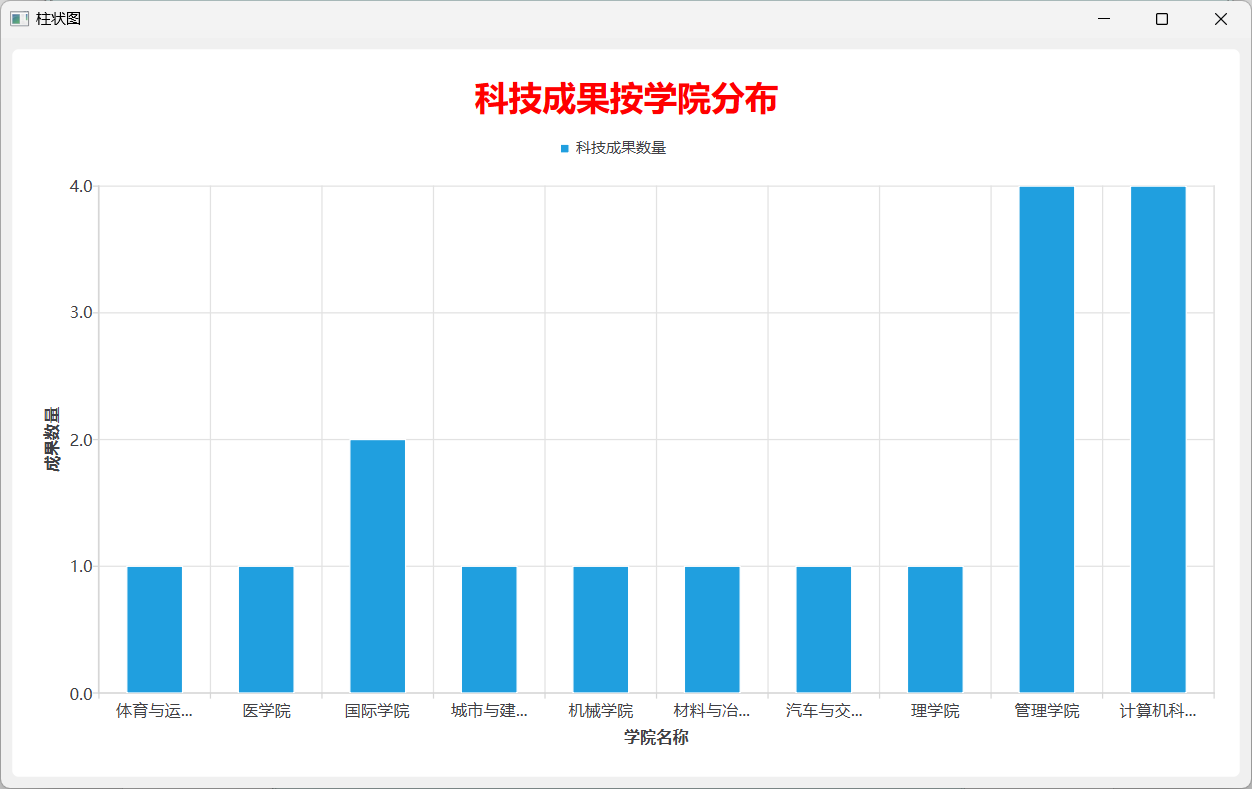 柱状图
科技成果按学院分布
科技成果数量
4.0
3.0
2.0
1.0
0.0
成果数量
体育与运... 医学院 国际学院 城市与建... 机械学院 材料与冶... 汽车与交... 理学院 管理学院 计算机科...
学院名称